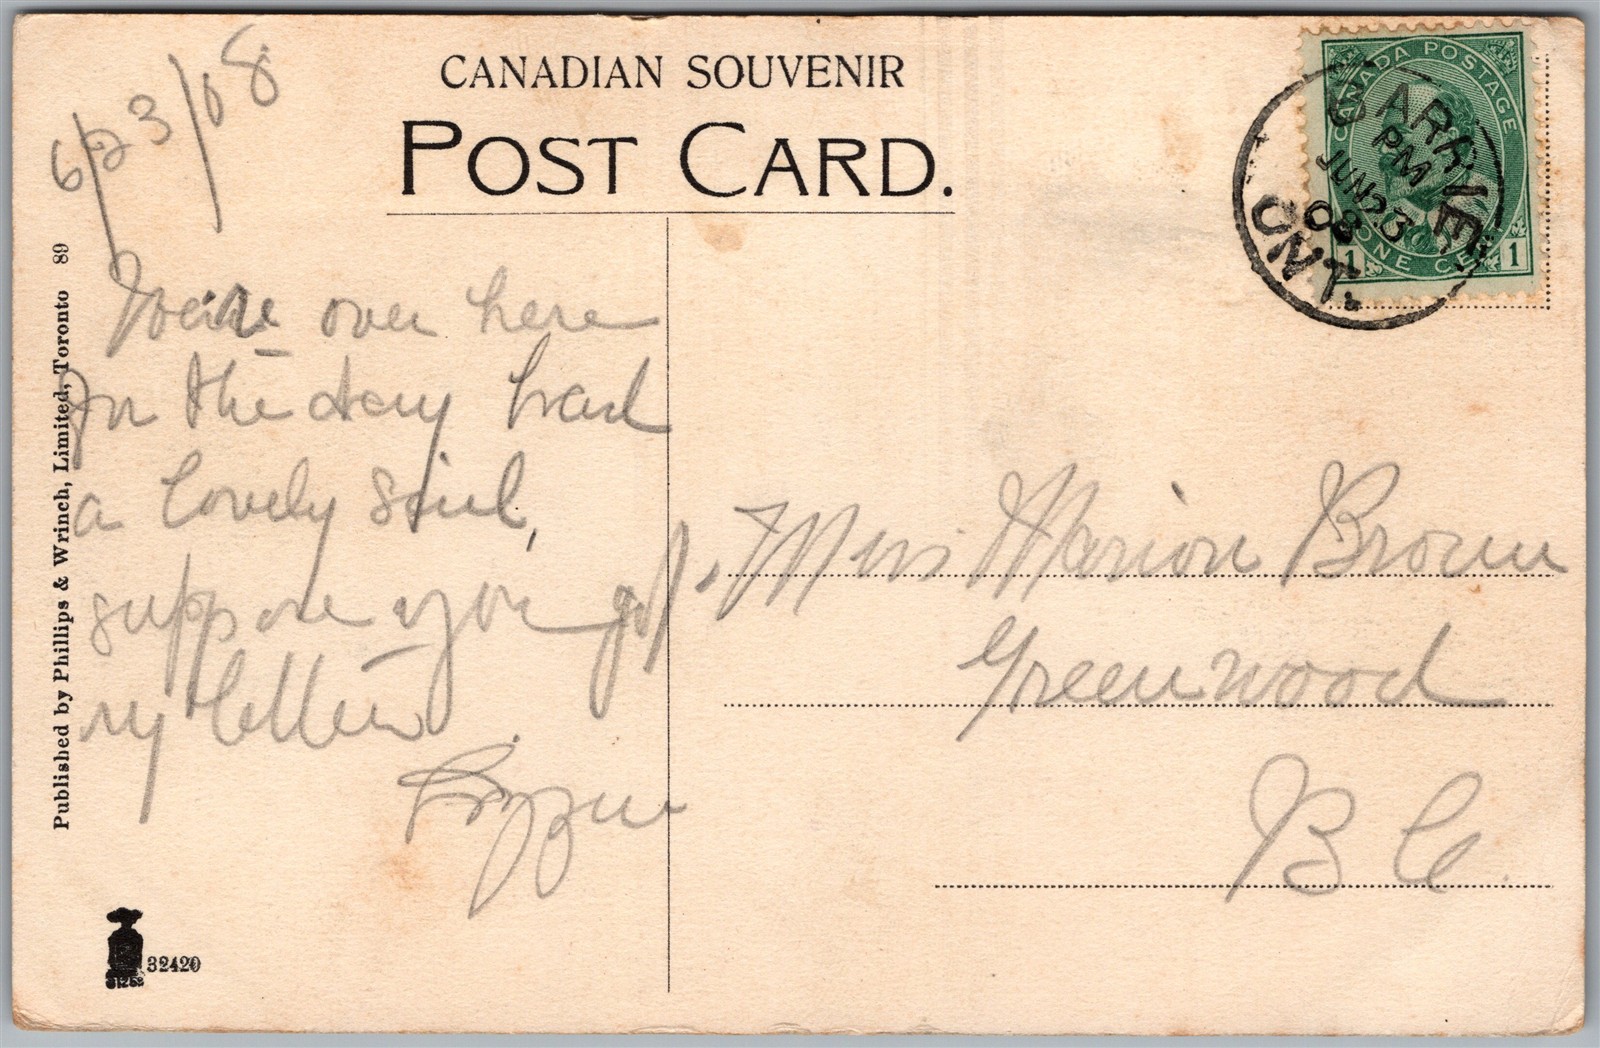 CANADIAN SOUVENIR
POST CARD.
6/23/08
We're over here
for the day had
a lovely sail,
suppose you got
my letter
Miss Marion Brown
Greenwood
B C
CANADA POSTAGE
1 ONE CENT 1
BARRIE
PM
JUN 23
08
ONT.
Published by Phillips & Wrinch, Limited, Toronto 89
32420